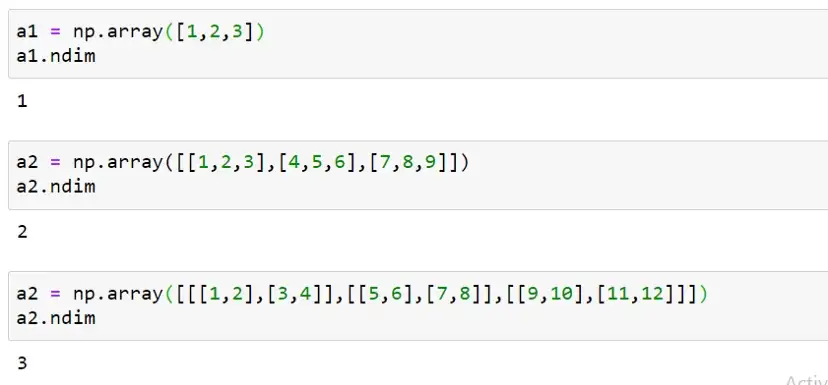 a1 = np.array([1,2,3])
a1.ndim
1
a2 = np.array([[1,2,3],[4,5,6],[7,8,9]])
a2.ndim
2
a2 = np.array([[[1,2],[3,4]],[[5,6],[7,8]],[[9,10],[11,12]]])
a2.ndim
3
Activ